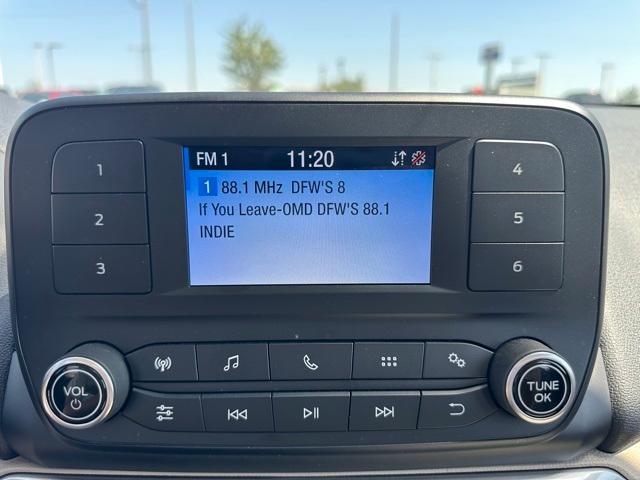 FM 1 11:20
1 88.1 MHz DFW'S 8
If You Leave-OMD DFW'S 88.1
INDIE
1 4
2 5
3 6
VOL TUNE
OK